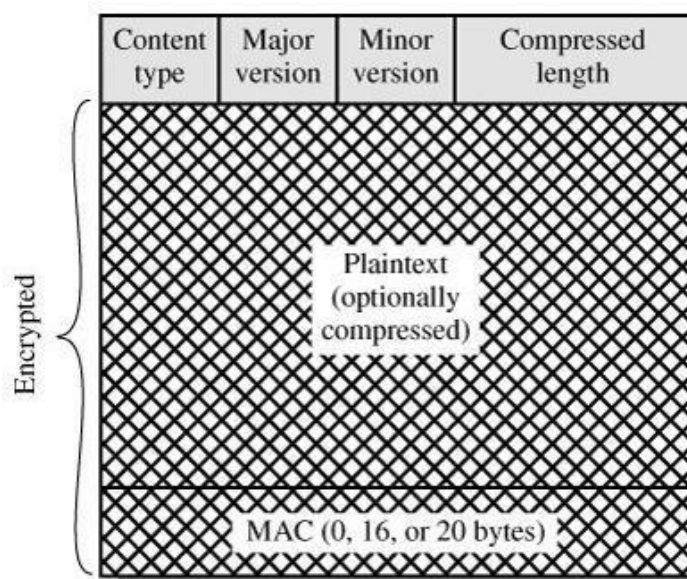 Content
type
Major
version
Minor
version
Compressed
length
Encrypted
Plaintext
(optionally
compressed)
MAC (0, 16, or 20 bytes)